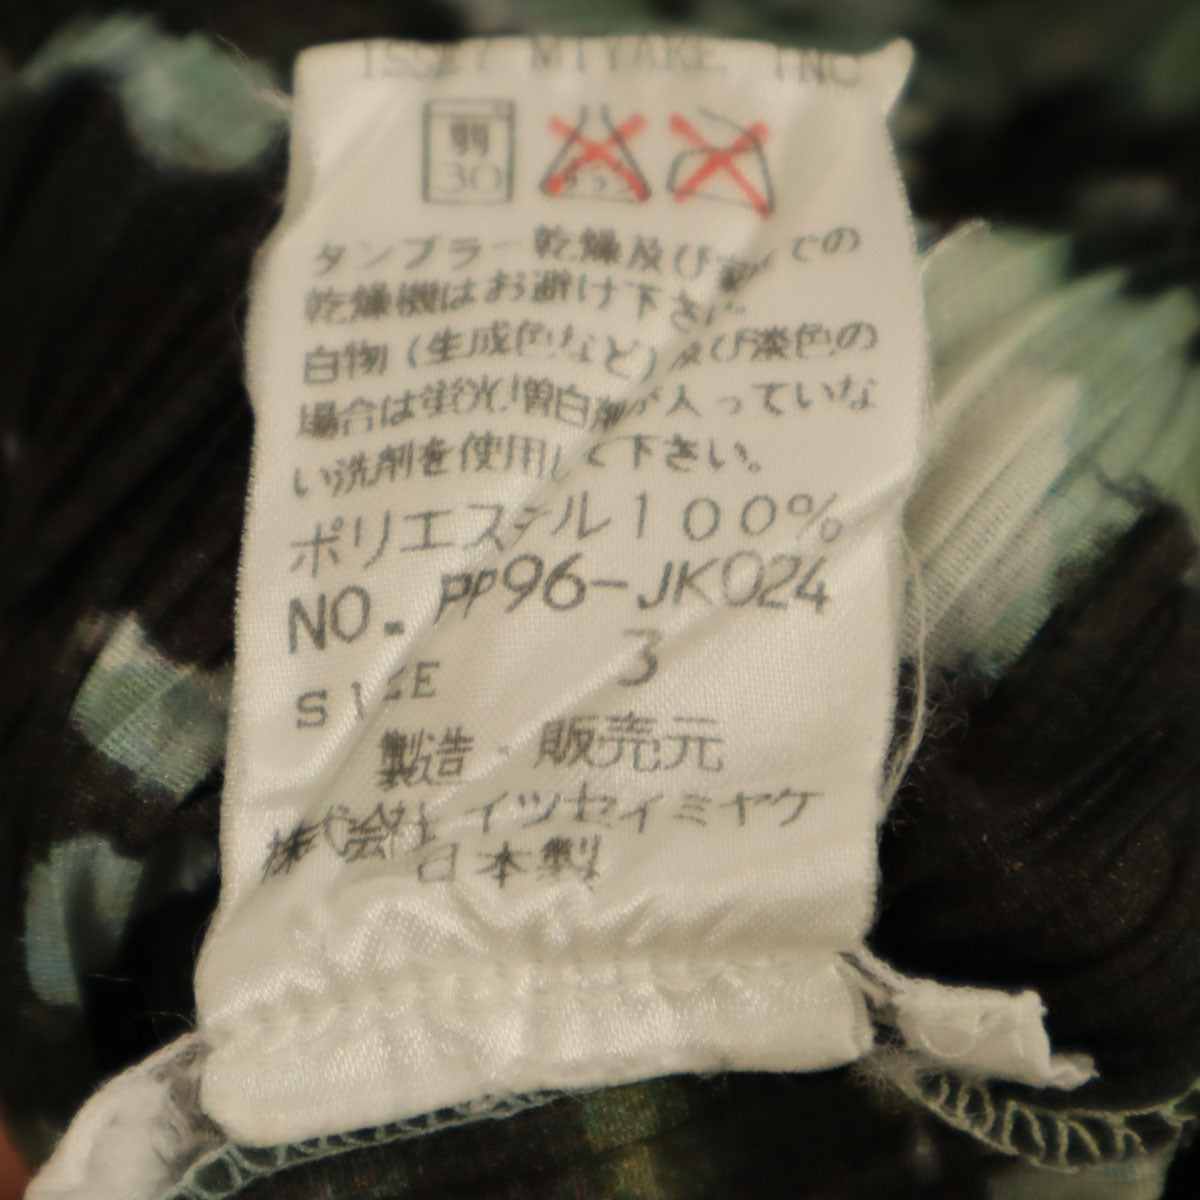 ISSEY MIYAKE INC
弱
30
タンブラー乾燥及び での
乾燥機はお避け下さい
白物(生成色など)及び淡色の
場合は蛍光増白剤が入っていな
い洗剤を使用して下さい。
ポリエステル100%
NO. PP96-JK024
SIZE 3
製造・販売元
株式会社 イッセイミヤケ
日本製